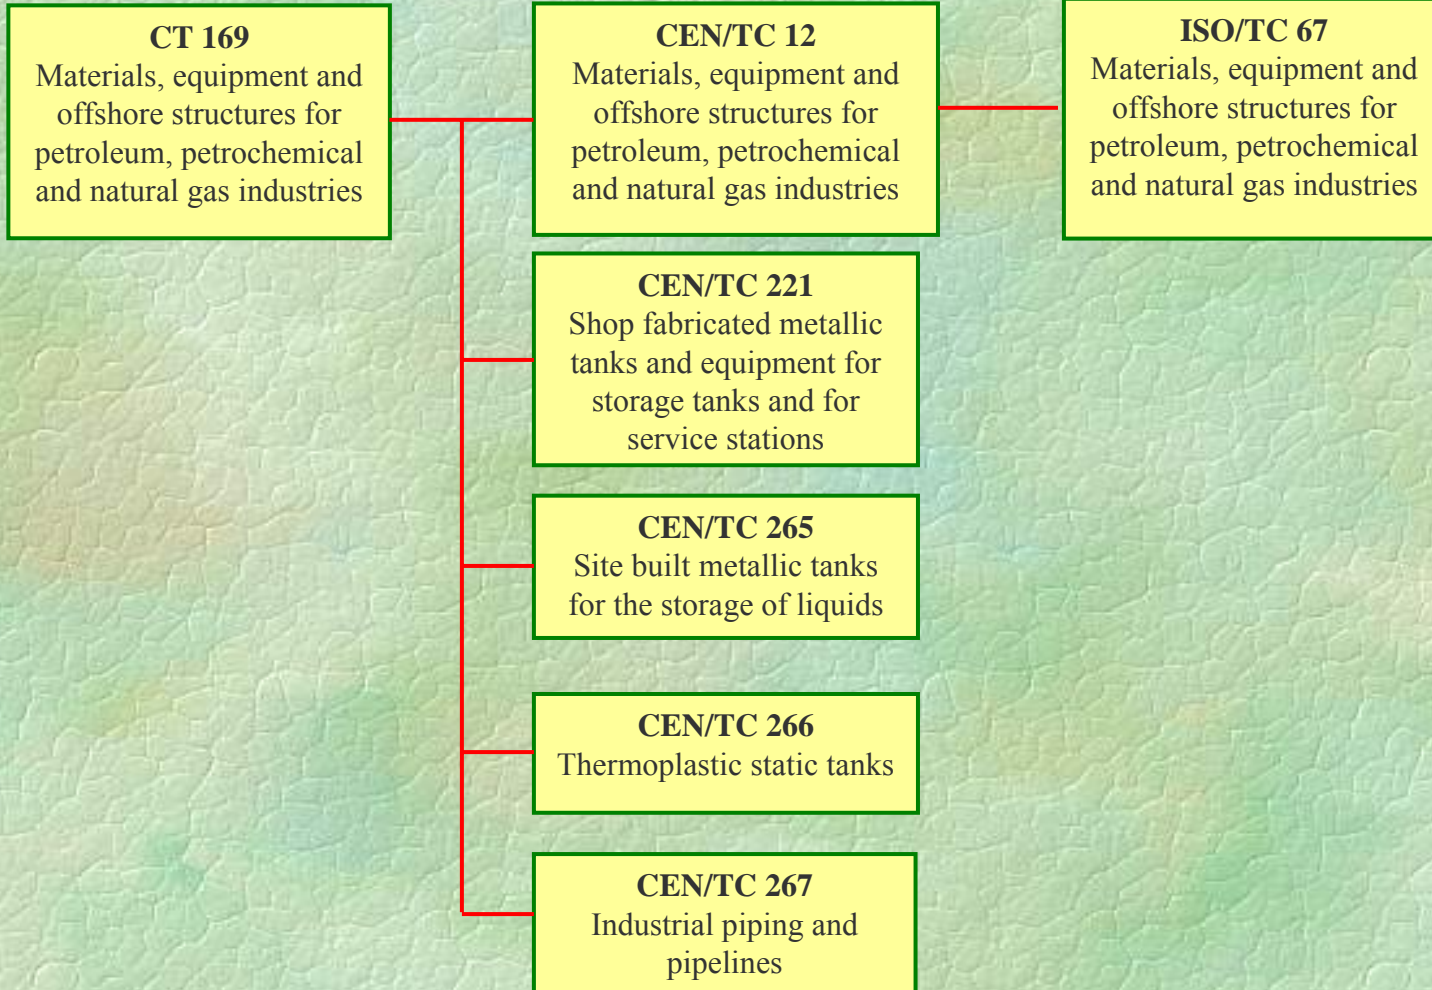 CT 169
Materials, equipment and
offshore structures for
petroleum, petrochemical
and natural gas industries
CEN/TC 12
Materials, equipment and
offshore structures for
petroleum, petrochemical
and natural gas industries
ISO/TC 67
Materials, equipment and
offshore structures for
petroleum, petrochemical
and natural gas industries
CEN/TC 221
Shop fabricated metallic
tanks and equipment for
storage tanks and for
service stations
CEN/TC 265
Site built metallic tanks
for the storage of liquids
CEN/TC 266
Thermoplastic static tanks
CEN/TC 267
Industrial piping and
pipelines